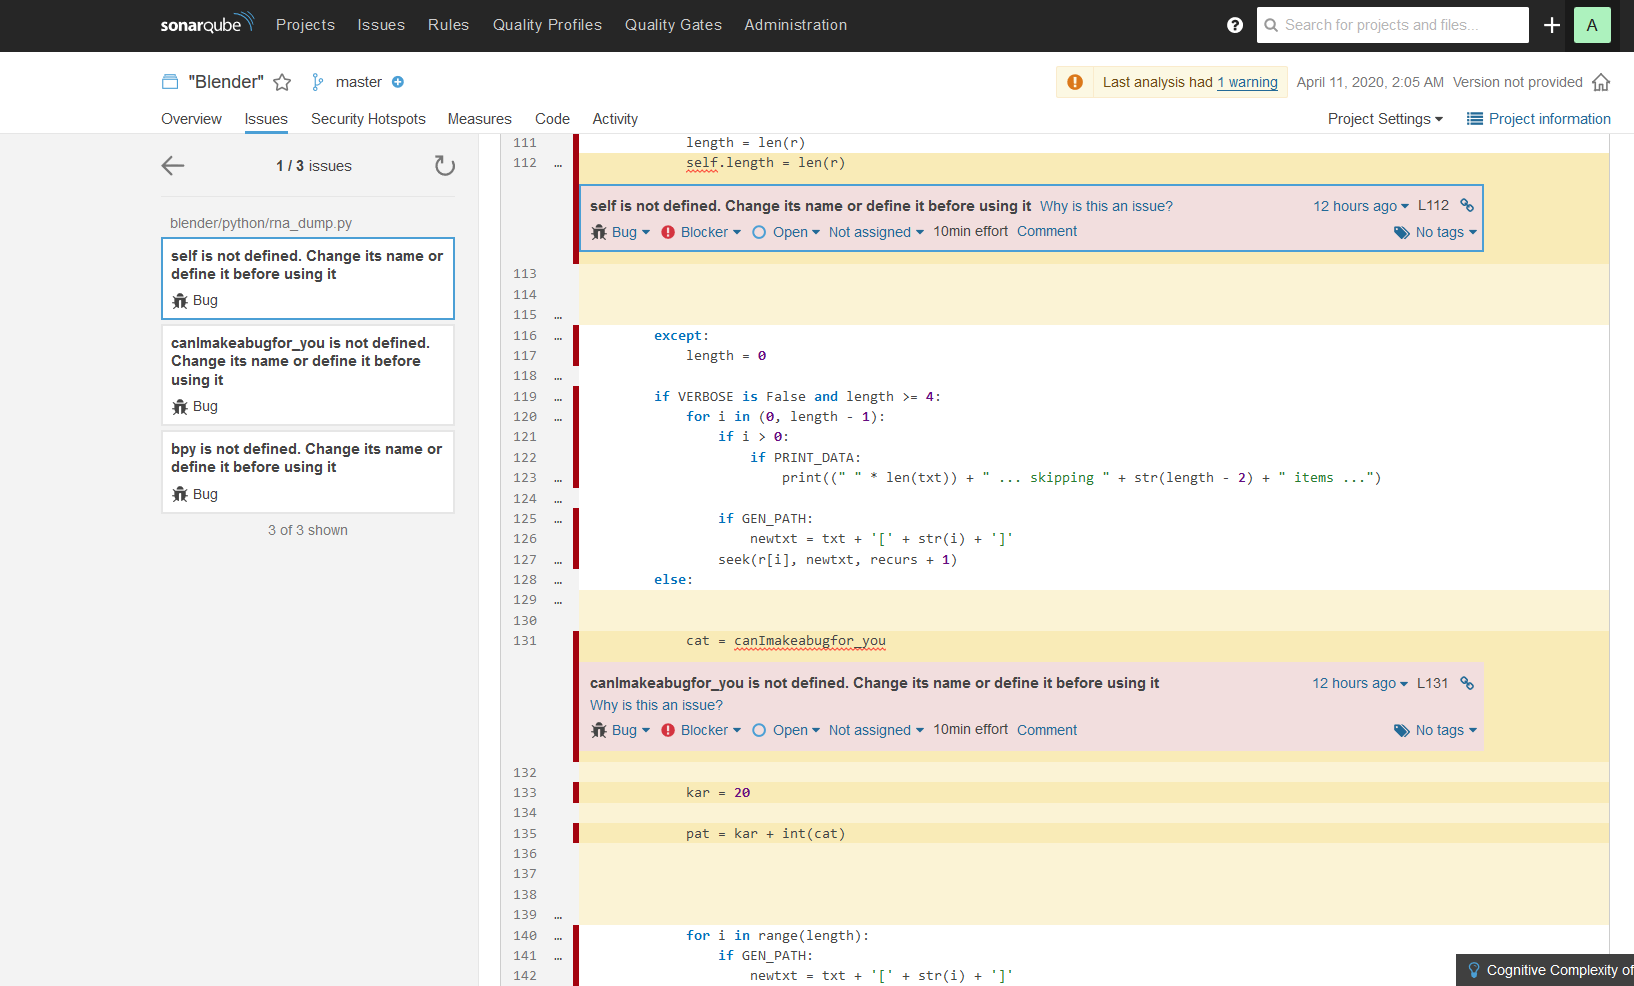 sonarqube Projects Issues Rules Quality Profiles Quality Gates Administration ? Search for projects and files... A
"Blender" master Last analysis had 1 warning April 11, 2020, 2:05 AM Version not provided
Overview Issues Security Hotspots Measures Code Activity Project Settings Project information
1 / 3 issues
blender/python/rna_dump.py
self is not defined. Change its name or
define it before using it
Bug
canImakeabugfor_you is not defined.
Change its name or define it before
using it
Bug
bpy is not defined. Change its name or
define it before using it
Bug
3 of 3 shown
111 length = len(r)
112 … self.length = len(r)
self is not defined. Change its name or define it before using it Why is this an issue? 12 hours ago L112
Bug Blocker Open Not assigned 10min effort Comment No tags
113
114
115 …
116 … except:
117 length = 0
118 …
119 … if VERBOSE is False and length >= 4:
120 … for i in (0, length - 1):
121 if i > 0:
122 if PRINT_DATA:
123 … print((" " * len(txt)) + " ... skipping " + str(length - 2) + " items ...")
124 …
125 … if GEN_PATH:
126 newtxt = txt + '[' + str(i) + ']'
127 … seek(r[i], newtxt, recurs + 1)
128 … else:
129 …
130
131 cat = canImakeabugfor_you
canImakeabugfor_you is not defined. Change its name or define it before using it 12 hours ago L131
Why is this an issue?
Bug Blocker Open Not assigned 10min effort Comment No tags
132
133 kar = 20
134
135 pat = kar + int(cat)
136
137
138
139 …
140 … for i in range(length):
141 … if GEN_PATH:
142 newtxt = txt + '[' + str(i) + ']'
Cognitive Complexity of